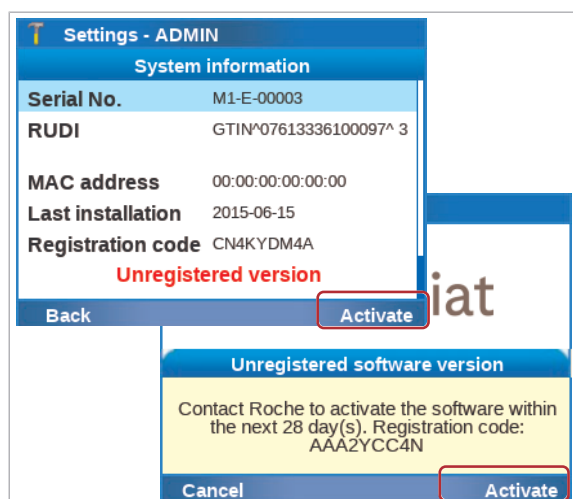 Settings - ADMIN
System information
Serial No. M1-E-00003
RUDI GTIN^07613336100097^ 3
MAC address 00:00:00:00:00:00
Last installation 2015-06-15
Registration code CN4KYDM4A
Unregistered version
Back Activate
iat
Unregistered software version
Contact Roche to activate the software within
the next 28 day(s). Registration code:
AAA2YCC4N
Cancel Activate